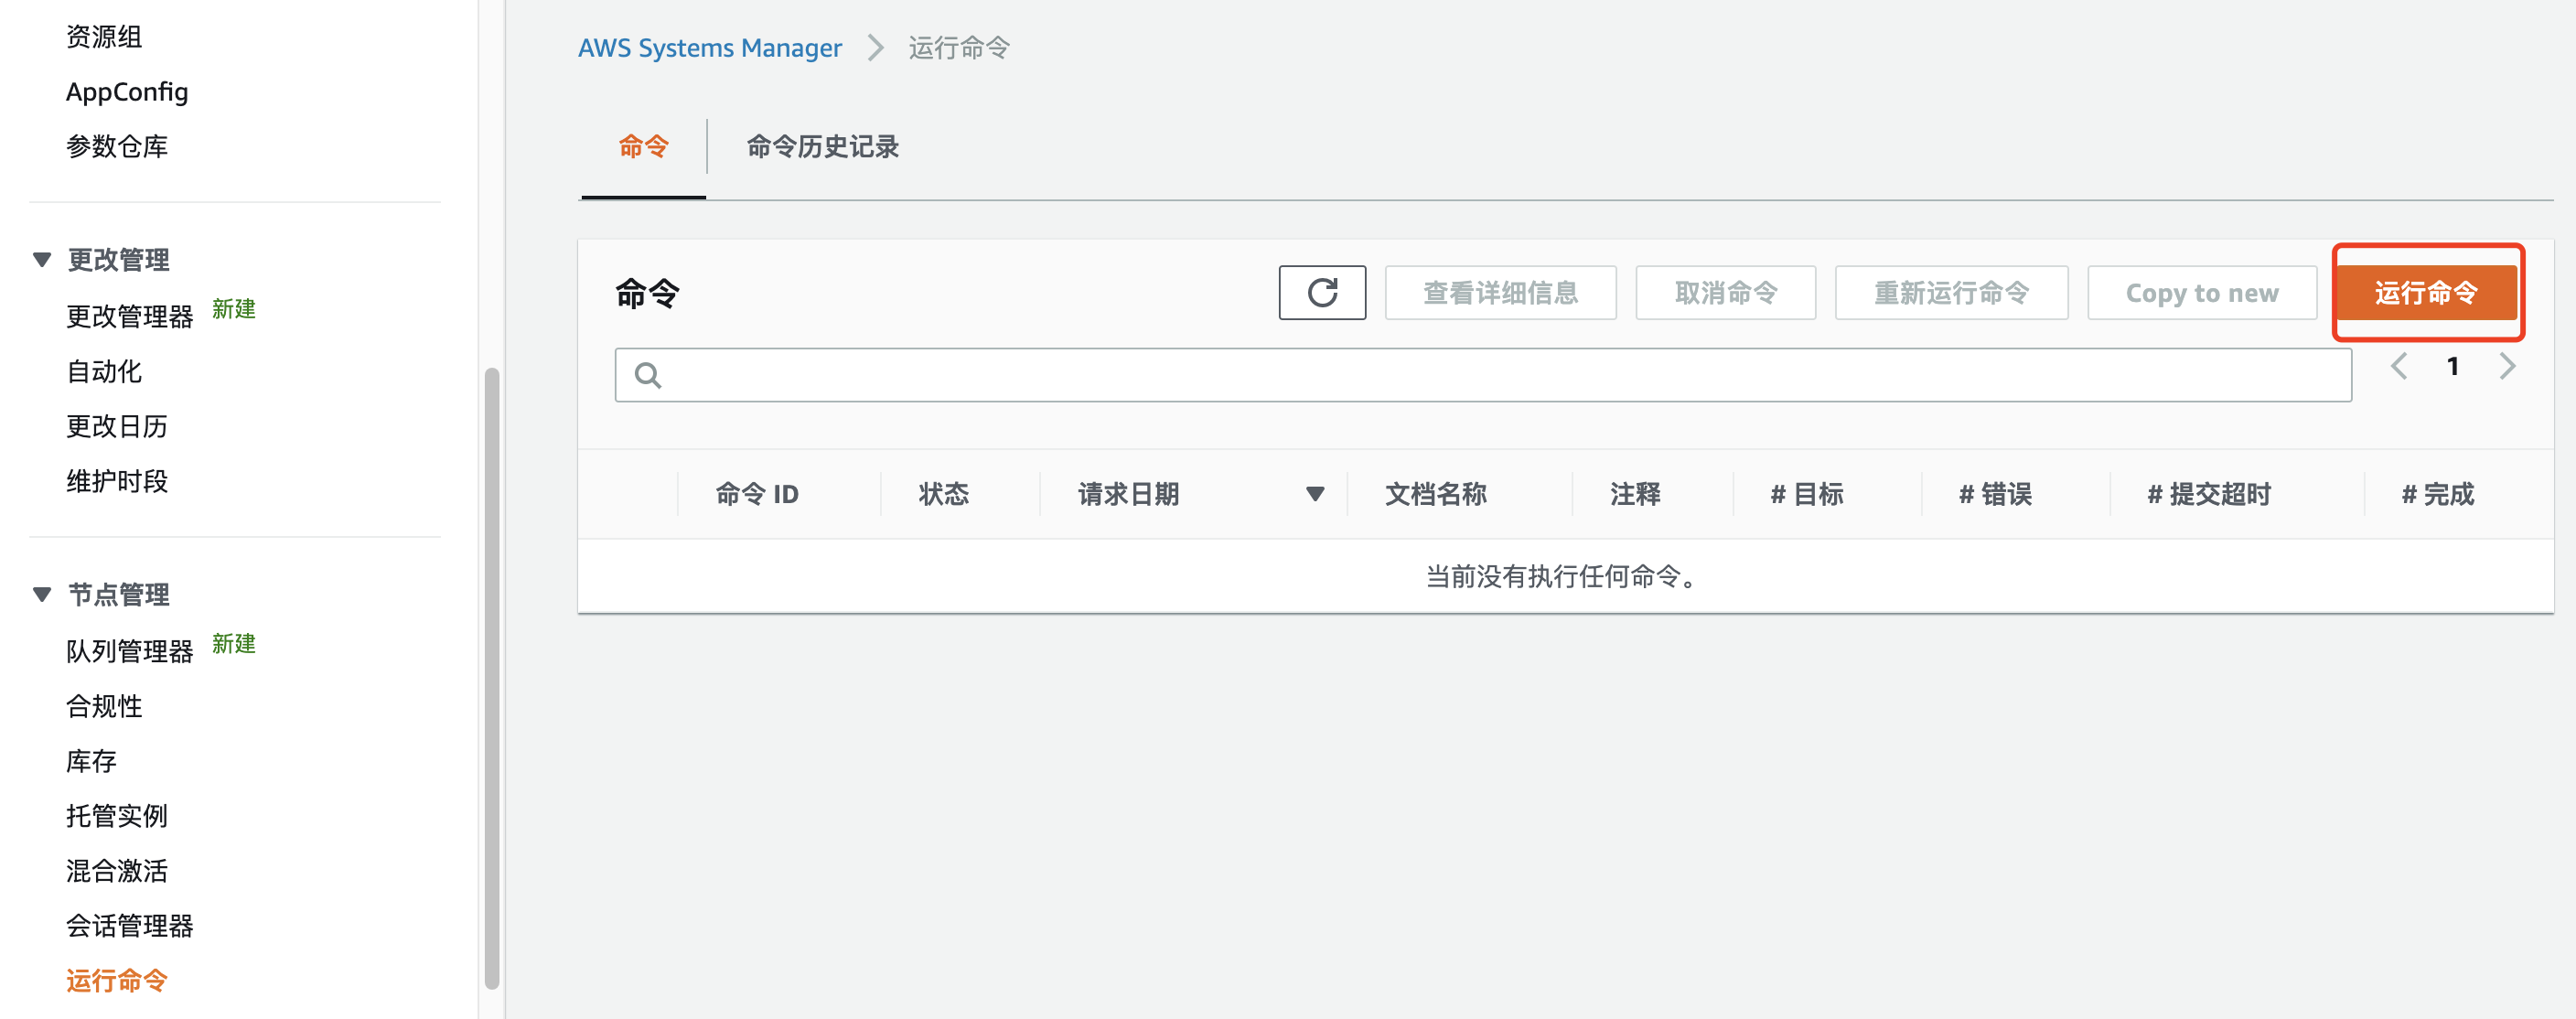 资源组
AppConfig
参数仓库
更改管理
更改管理器 新建
自动化
更改日历
维护时段
节点管理
队列管理器 新建
合规性
库存
托管实例
混合激活
会话管理器
运行命令
AWS Systems Manager 运行命令
命令 命令历史记录
命令 查看详细信息 取消命令 重新运行命令 Copy to new 运行命令
1
命令 ID 状态 请求日期 文档名称 注释 # 目标 # 错误 # 提交超时 # 完成
当前没有执行任何命令。